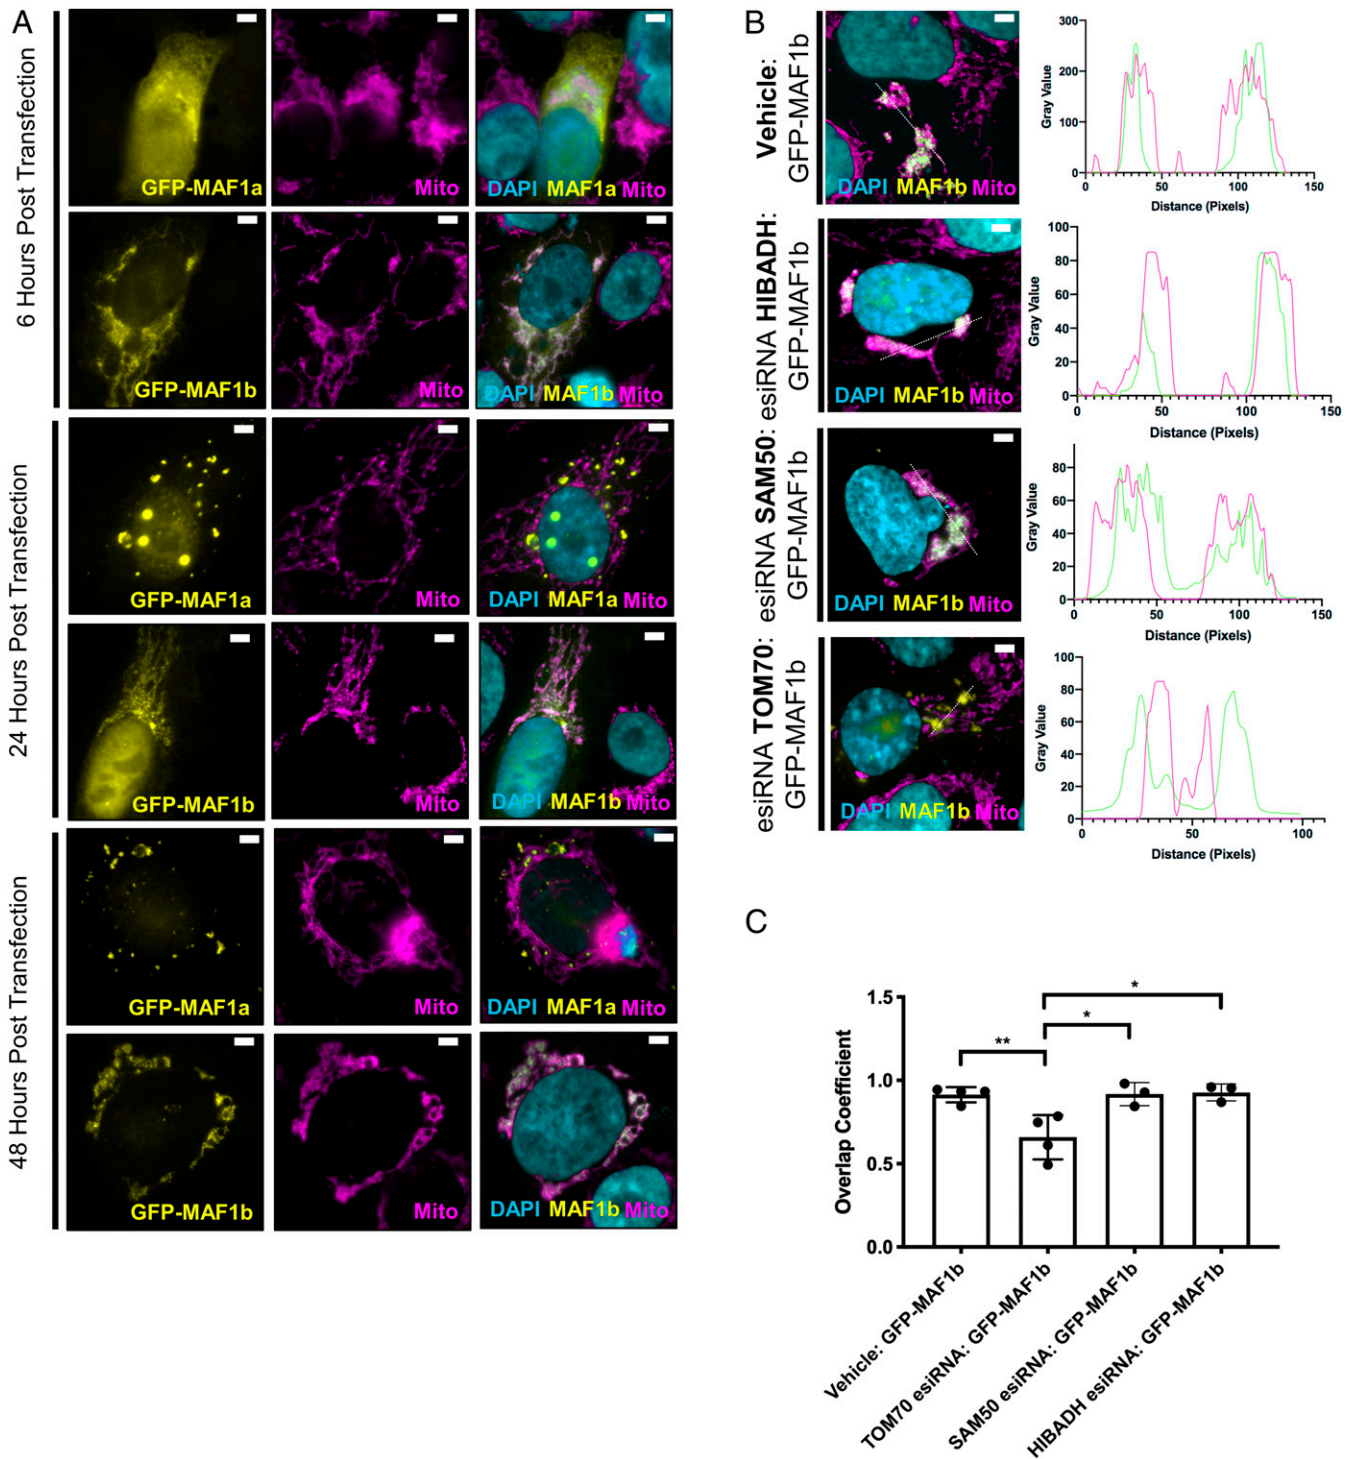 A
6 Hours Post Transfection
GFP-MAF1a
Mito
DAPI MAF1a Mito
GFP-MAF1b
Mito
DAPI MAF1b Mito
24 Hours Post Transfection
GFP-MAF1a
Mito
DAPI MAF1a Mito
GFP-MAF1b
Mito
DAPI MAF1b Mito
48 Hours Post Transfection
GFP-MAF1a
Mito
DAPI MAF1a Mito
GFP-MAF1b
Mito
DAPI MAF1b Mito
B
Vehicle:
GFP-MAF1b
DAPI MAF1b Mito
Gray Value
300
200
100
0
0 50 100 150
Distance (Pixels)
esiRNA HIBADH:
GFP-MAF1b
DAPI MAF1b Mito
Gray Value
100
80
60
40
20
0
0 50 100 150
Distance (Pixels)
esiRNA SAM50:
GFP-MAF1b
DAPI MAF1b Mito
Gray Value
80
60
40
20
0
0 50 100 150
Distance (Pixels)
esiRNA TOM70:
GFP-MAF1b
DAPI MAF1b Mito
Gray Value
100
80
60
40
20
0
0 50 100
Distance (Pixels)
C
Overlap Coefficient
1.5
1.0
0.5
0.0
**
*
*
Vehicle: GFP-MAF1b
TOM70 esiRNA: GFP-MAF1b
SAM50 esiRNA: GFP-MAF1b
HIBADH esiRNA: GFP-MAF1b